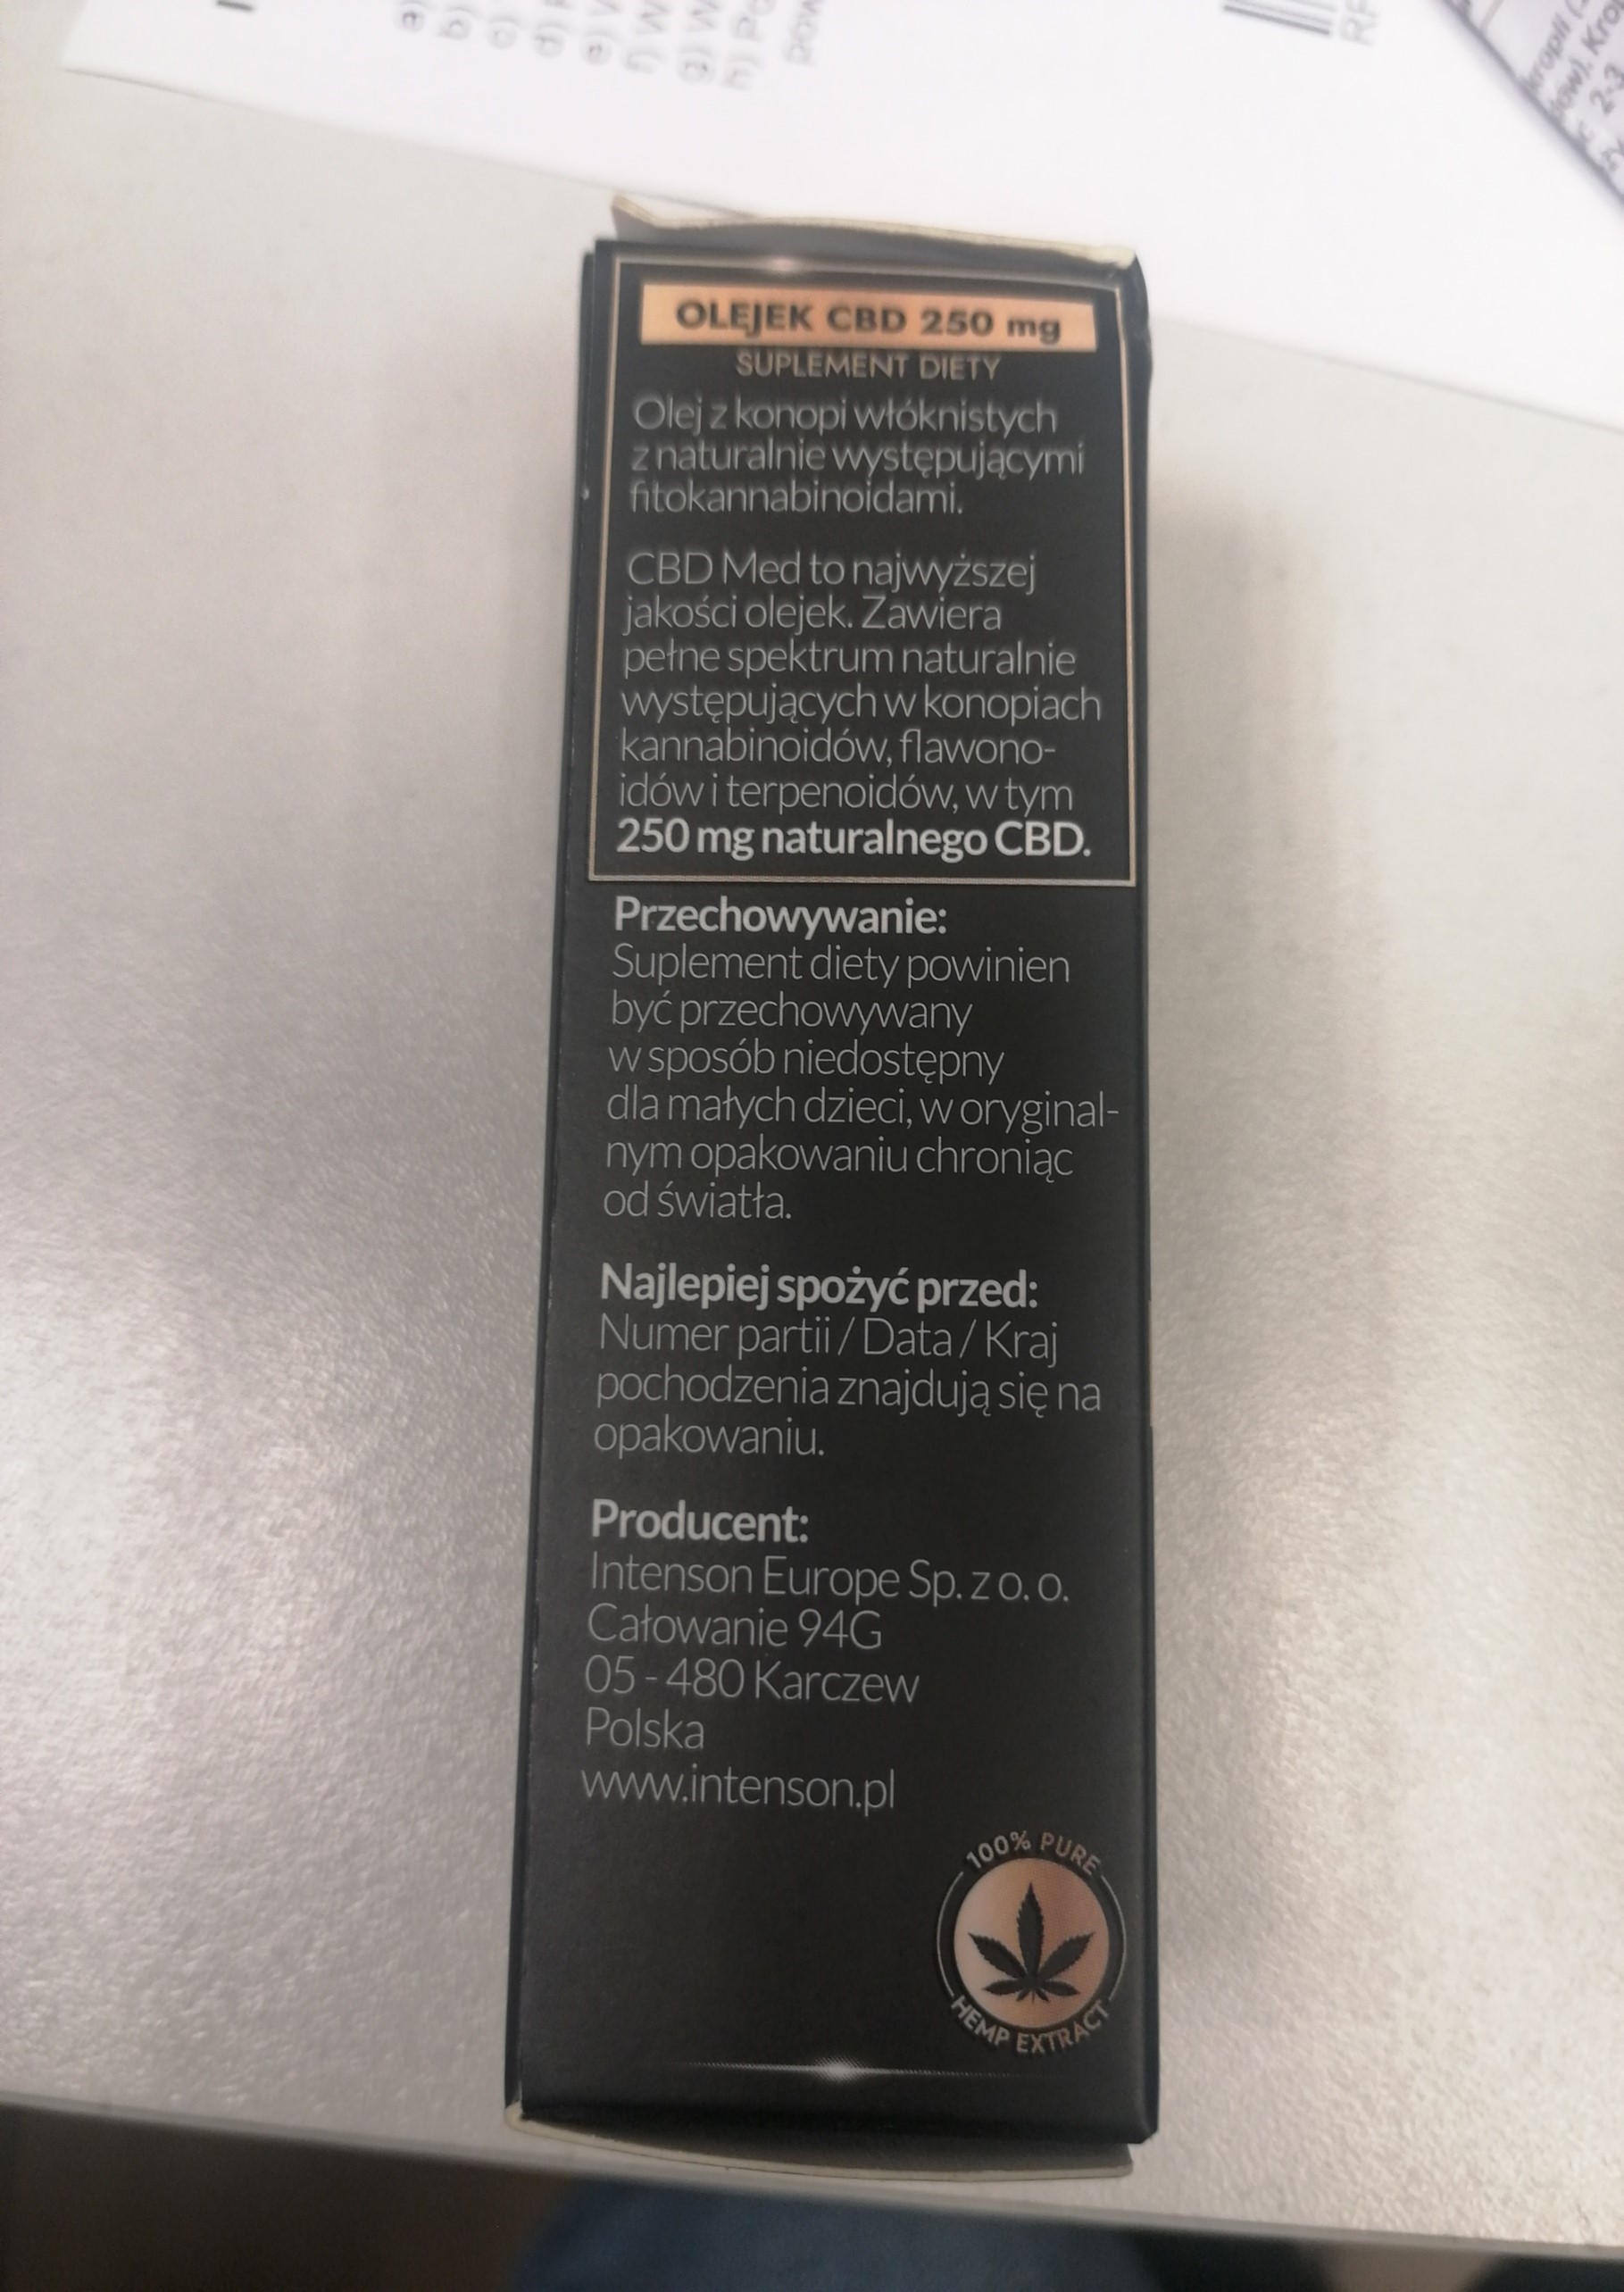 a)
b)
c)
d)
e) W
f) W
g) W
h) Po
pow
2-3
OLEJEK CBD 250 mg
SUPLEMENT DIETY
Olej z konopi włóknistych
z naturalnie występującymi
fitokannabinoidami.
CBD Med to najwyższej
jakości olejek. Zawiera
pełne spektrum naturalnie
występujących w konopiach
kannabinoidów, flawono-
idów i terpenoidów, w tym
250 mg naturalnego CBD.
Przechowywanie:
Suplement diety powinien
być przechowywany
w sposób niedostępny
dla małych dzieci, w oryginal-
nym opakowaniu chroniąc
od światła.
Najlepiej spożyć przed:
Numer partii / Data / Kraj
pochodzenia znajdują się na
opakowaniu.
Producent:
Intenson Europe Sp. z o. o.
Całowanie 94G
05 - 480 Karczew
Polska
www.intenson.pl
100% PURE
HEMP EXTRACT